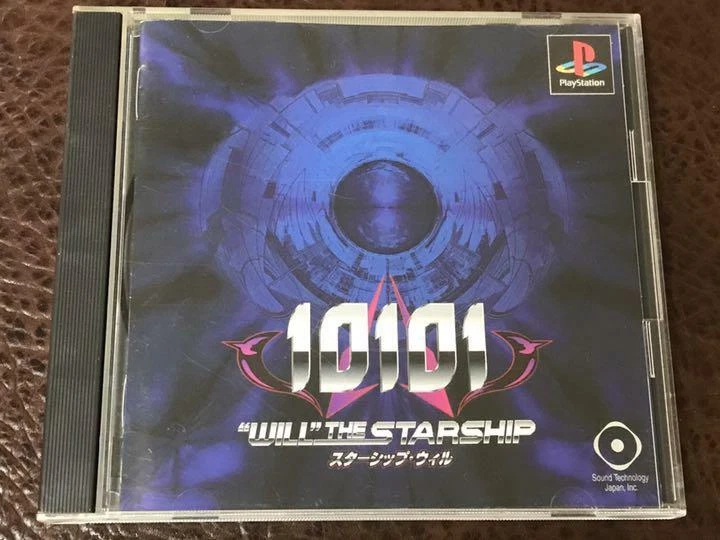 PlayStation
10101
"WILL" THE STARSHIP
スターシップ・ウィル
Sound Technology
Japan, Inc.